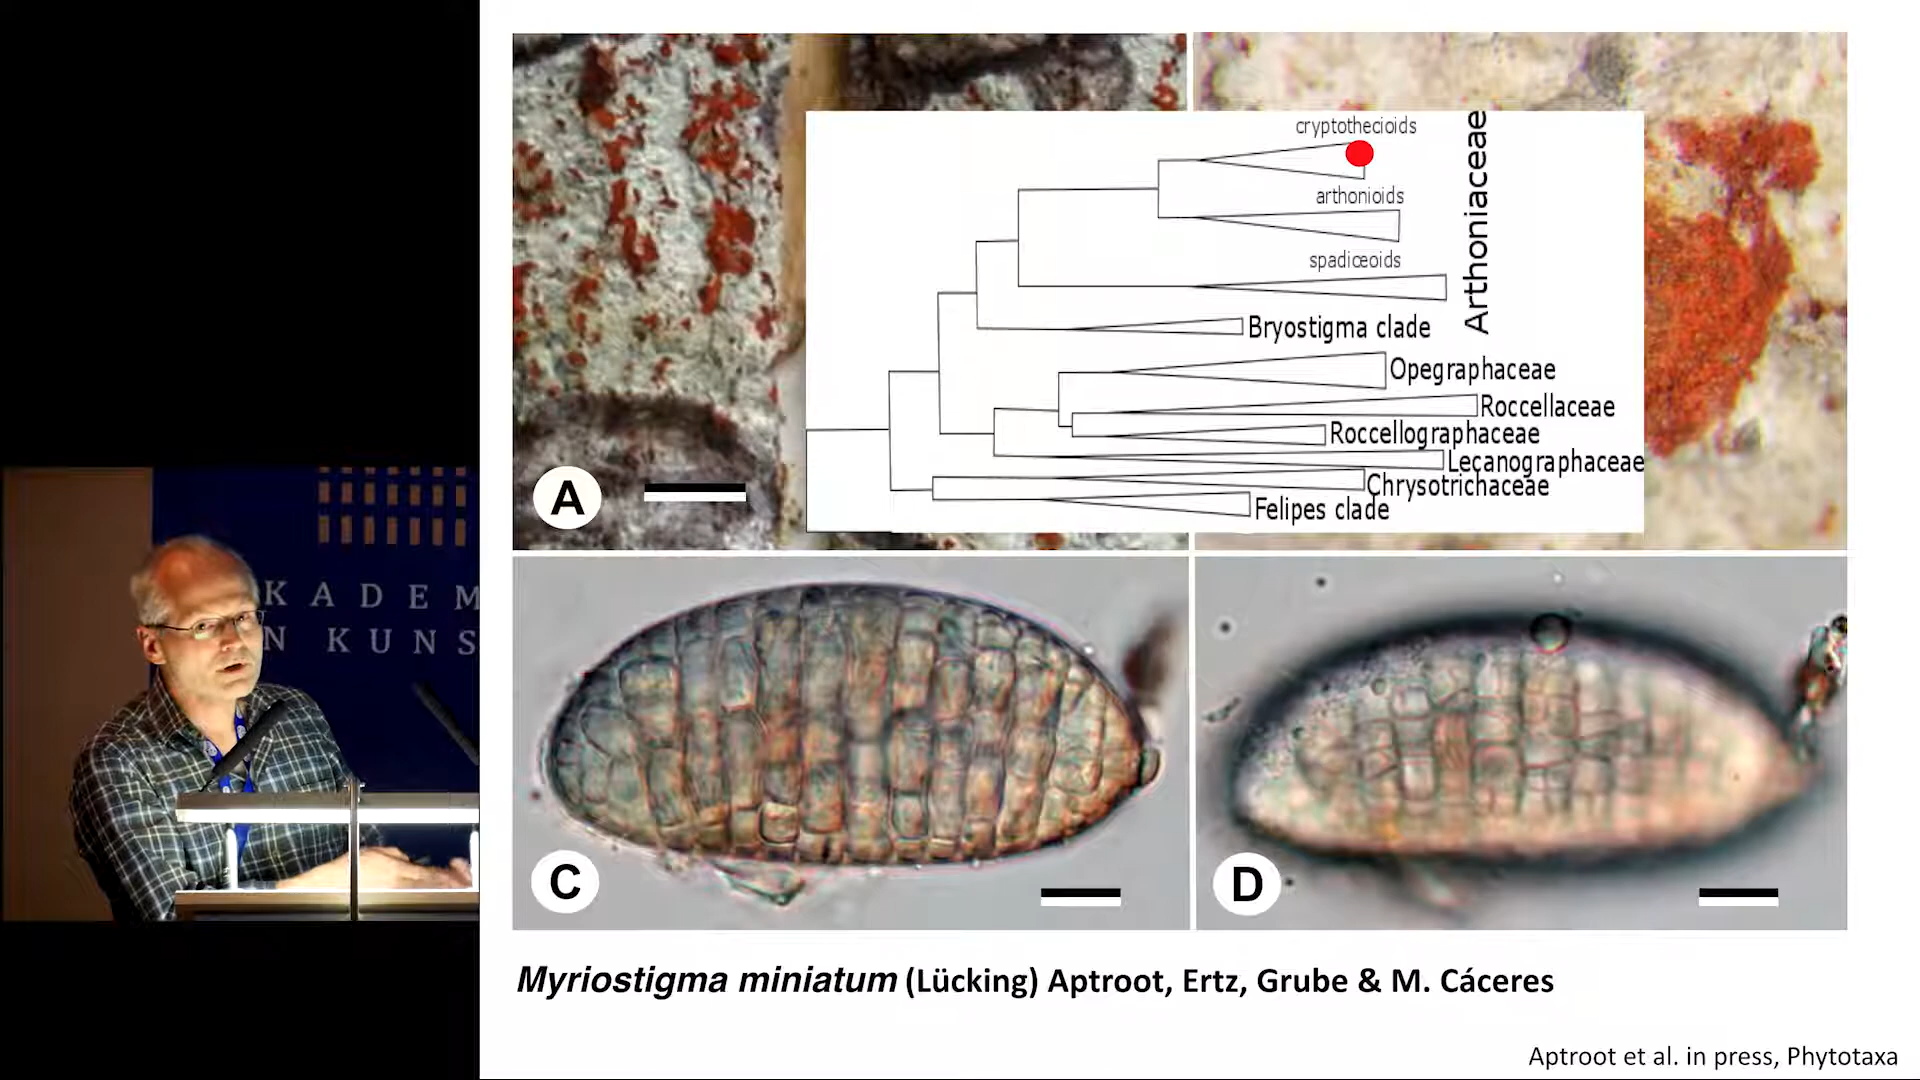 KADEM
N KUNS
cryptothecioids
arthonioids
spadiceoids
Arthoniaceae
Bryostigma clade
Opegraphaceae
Roccellaceae
Roccellographaceae
Lecanographaceae
Chrysotrichaceae
Felipes clade
A
C
D
Myriostigma miniatum (Lücking) Aptroot, Ertz, Grube & M. Cáceres
Aptroot et al. in press, Phytotaxa